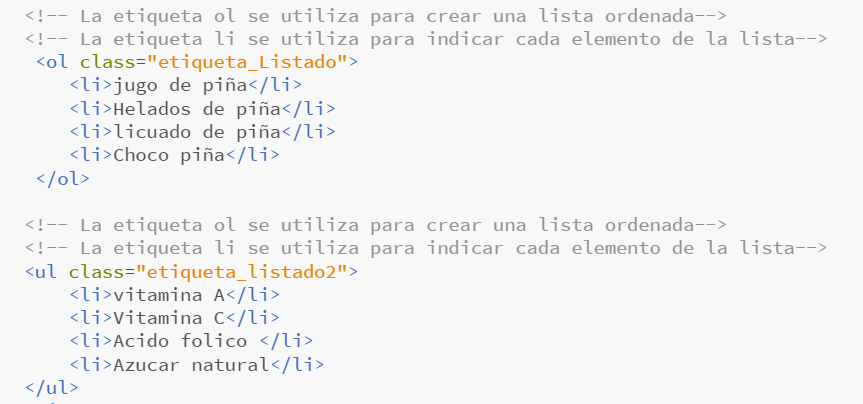 <!-- La etiqueta ol se utiliza para crear una lista ordenada-->
<!-- La etiqueta li se utiliza para indicar cada elemento de la lista-->
<ol class="etiqueta_Listado">
<li>jugo de piña</li>
<li>Helados de piña</li>
<li>licuado de piña</li>
<li>Choco piña</li>
</ol>
<!-- La etiqueta ol se utiliza para crear una lista ordenada-->
<!-- La etiqueta li se utiliza para indicar cada elemento de la lista-->
<ul class="etiqueta_listado2">
<li>vitamina A</li>
<li>Vitamina C</li>
<li>Acido folico </li>
<li>Azucar natural</li>
</ul>